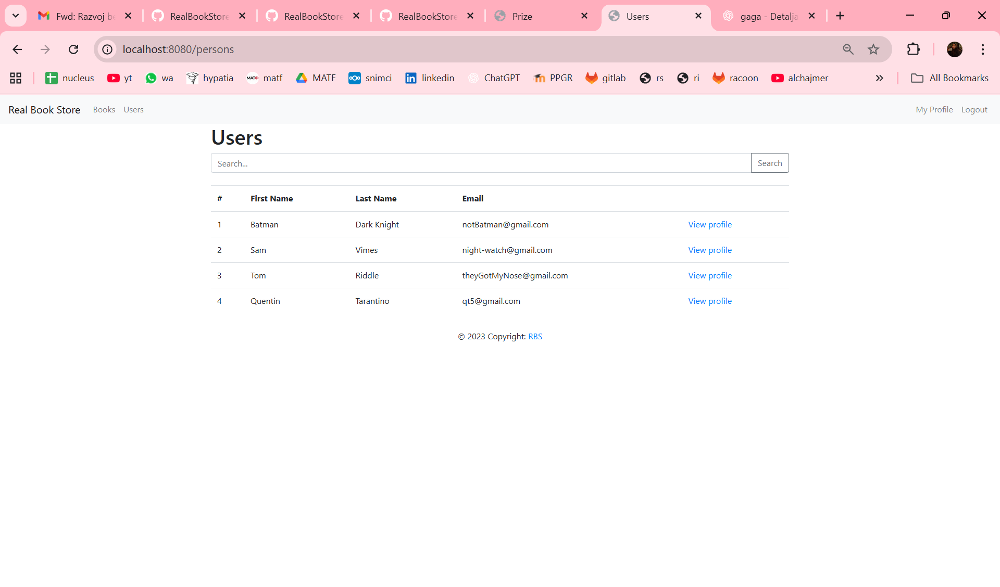 Fwd: Razvoj be RealBookStore RealBookStore RealBookStore Prize Users gaga - Detalja
localhost:8080/persons
nucleus yt wa hypatia MATF matf MATF snimci linkedin ChatGPT PPGR gitlab rs ri racoon alchajmer » All Bookmarks
Real Book Store Books Users My Profile Logout
Users
Search... Search
# First Name Last Name Email
1 Batman Dark Knight notBatman@gmail.com View profile
2 Sam Vimes night-watch@gmail.com View profile
3 Tom Riddle theyGotMyNose@gmail.com View profile
4 Quentin Tarantino qt5@gmail.com View profile
© 2023 Copyright: RBS